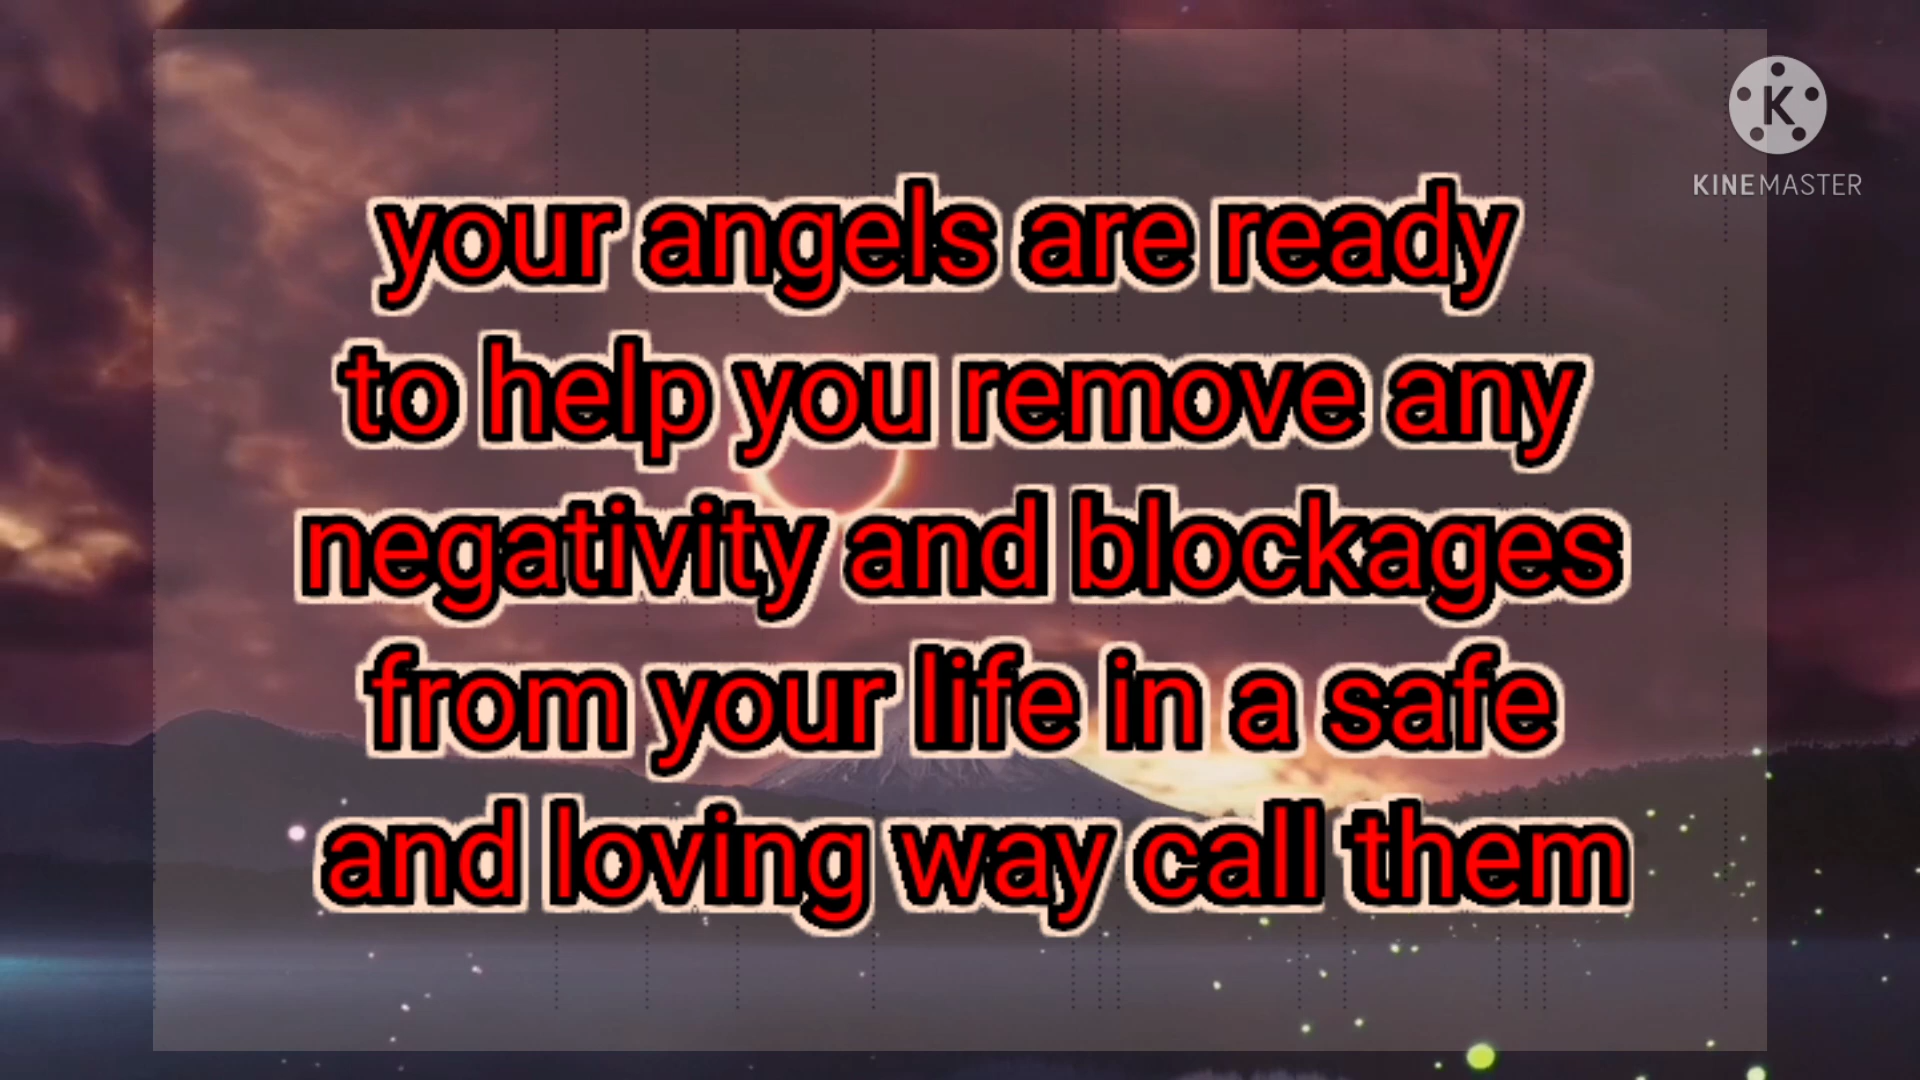 K
KINEMASTER
your angels are ready
to help you remove any
negativity and blockages
from your life in a safe
and loving way call them